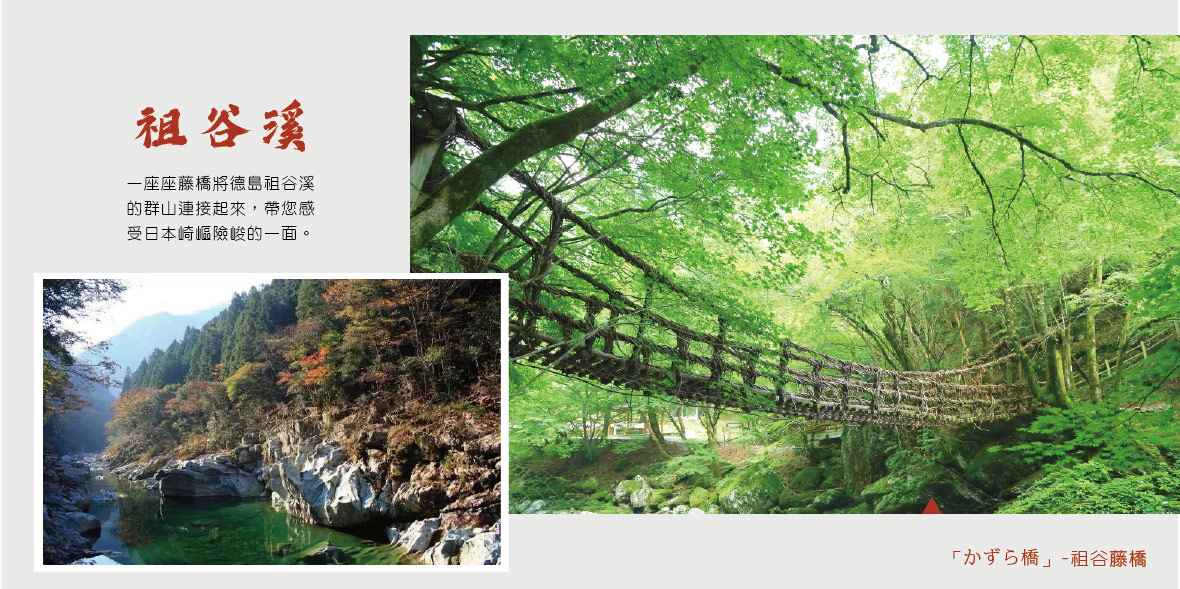 祖谷溪
一座座藤橋將德島祖谷溪
的群山連接起來，帶您感
受日本崎嶇險峻的一面。
「かずら橋」-祖谷藤橋